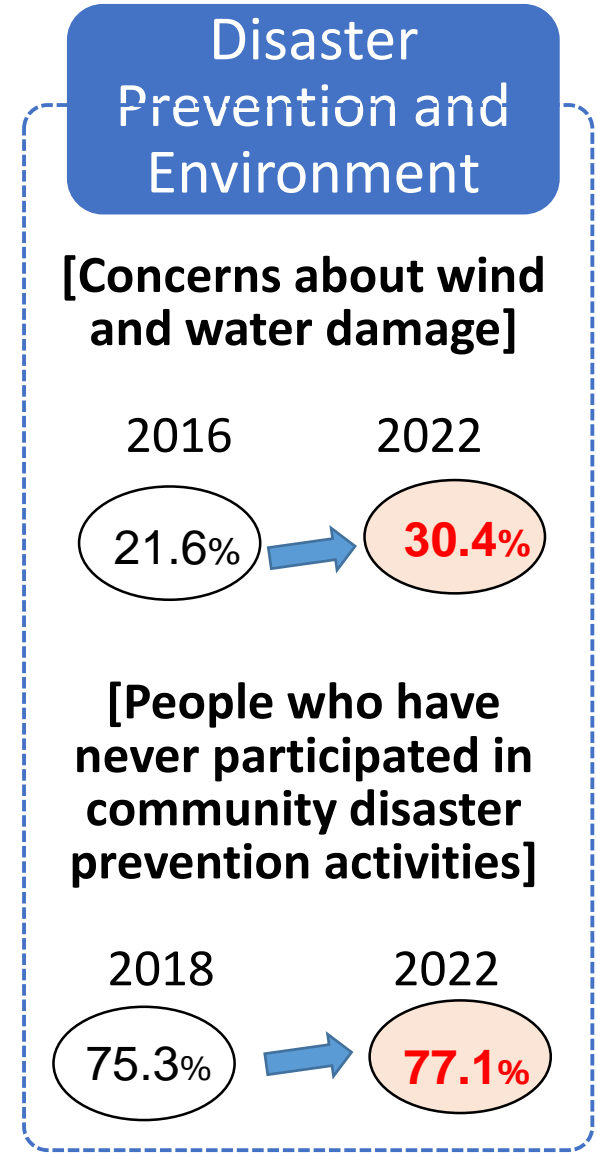 Disaster
Prevention and
Environment
[Concerns about wind
and water damage]
2016 2022
21.6% 30.4%
[People who have
never participated in
community disaster
prevention activities]
2018 2022
75.3% 77.1%